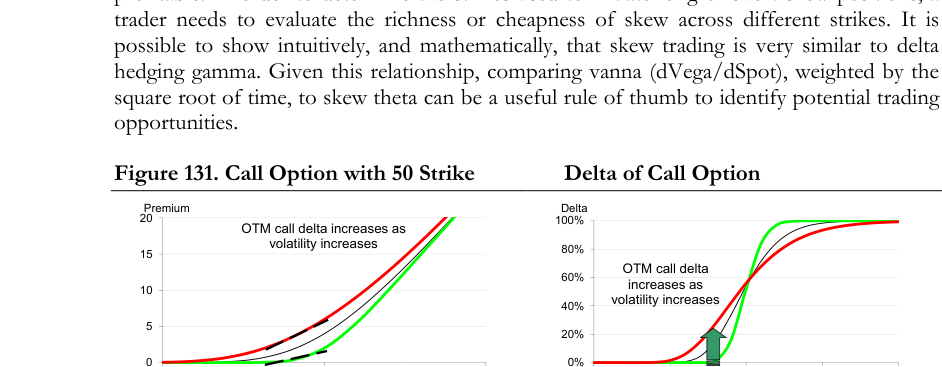 trader needs to evaluate the richness or cheapness of skew across different strikes. It is
possible to show intuitively, and mathematically, that skew trading is very similar to delta
hedging gamma. Given this relationship, comparing vanna (dVega/dSpot), weighted by the
square root of time, to skew theta can be a useful rule of thumb to identify potential trading
opportunities.
Figure 131. Call Option with 50 Strike
Delta of Call Option
Premium
20
15
10
5
0
OTM call delta increases as
volatility increases
Delta
100%
80%
60%
40%
20%
0%
OTM call delta
increases as
volatility increases